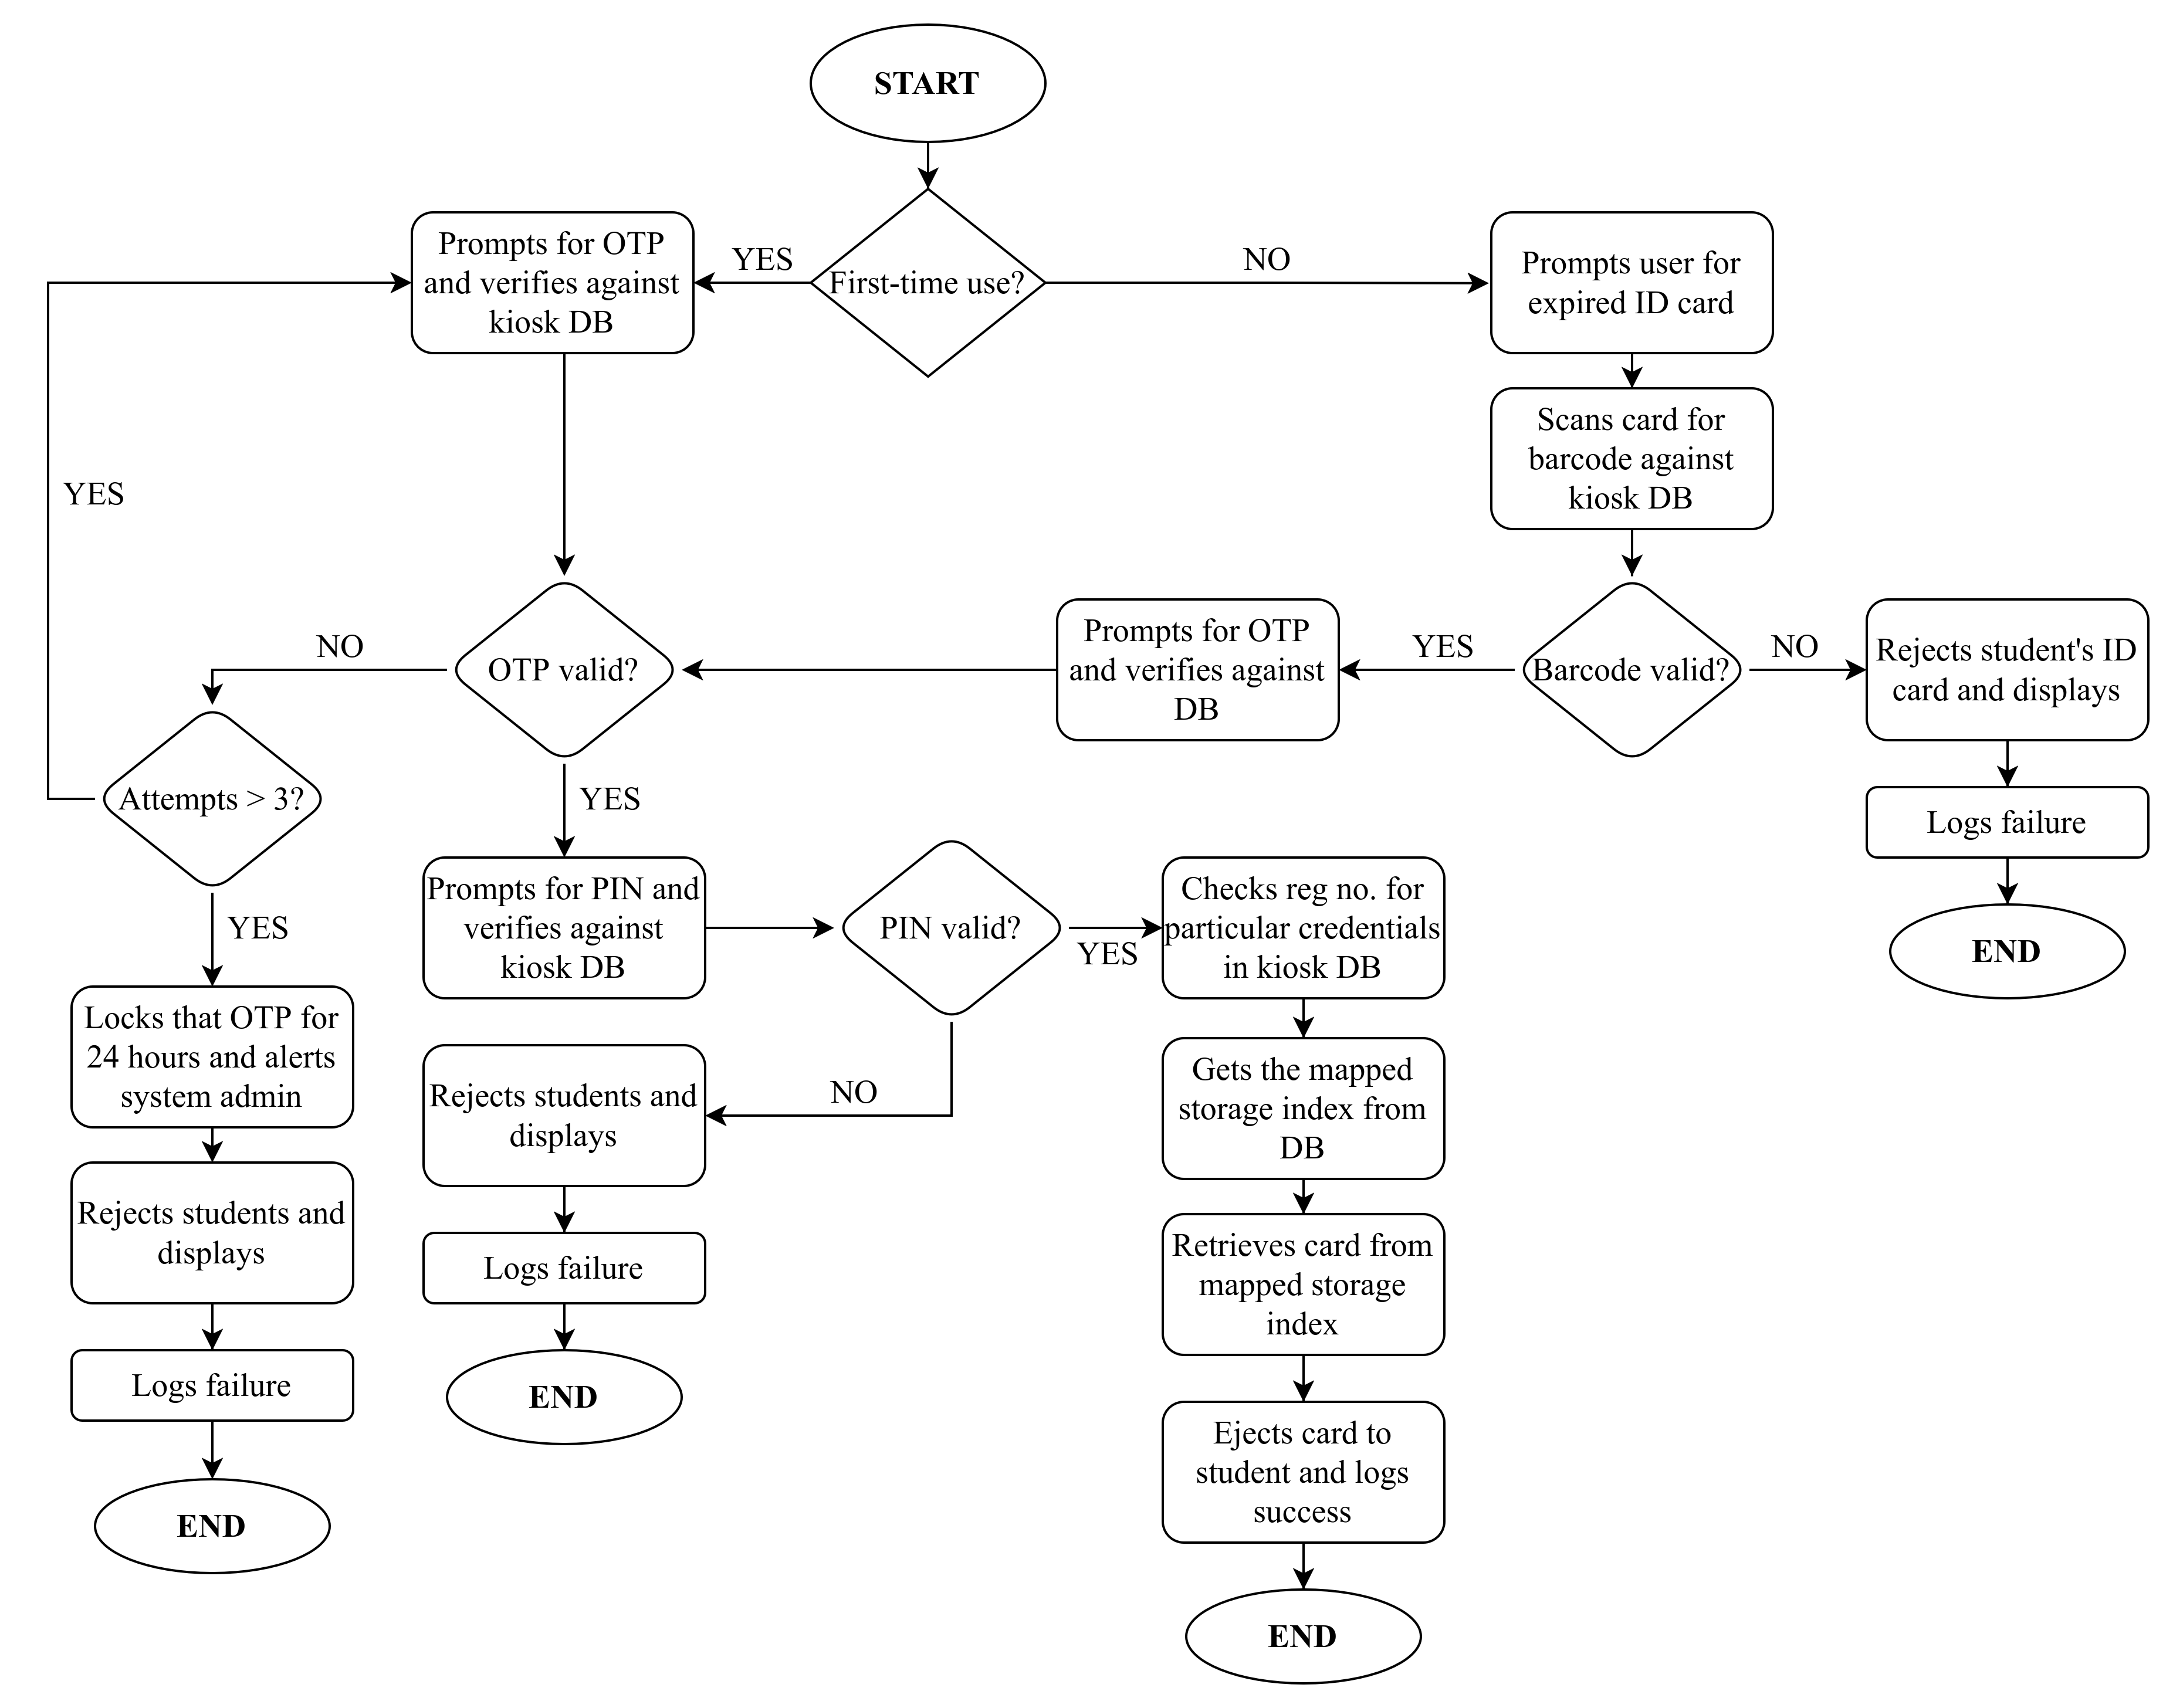 START
Prompts for OTP
and verifies against
kiosk DB
YES
First-time use?
NO
Prompts user for
expired ID card
Scans card for
barcode against
kiosk DB
YES
NO
OTP valid?
Prompts for OTP
and verifies against
DB
YES
Barcode valid?
NO
Rejects student's ID
card and displays
Attempts > 3?
YES
Logs failure
YES
Prompts for PIN and
verifies against
kiosk DB
PIN valid?
YES
Checks reg no. for
particular credentials
in kiosk DB
END
Locks that OTP for
24 hours and alerts
system admin
Rejects students and
displays
NO
Gets the mapped
storage index from
DB
Rejects students and
displays
Logs failure
Retrieves card from
mapped storage
index
Logs failure
END
Ejects card to
student and logs
success
END
END